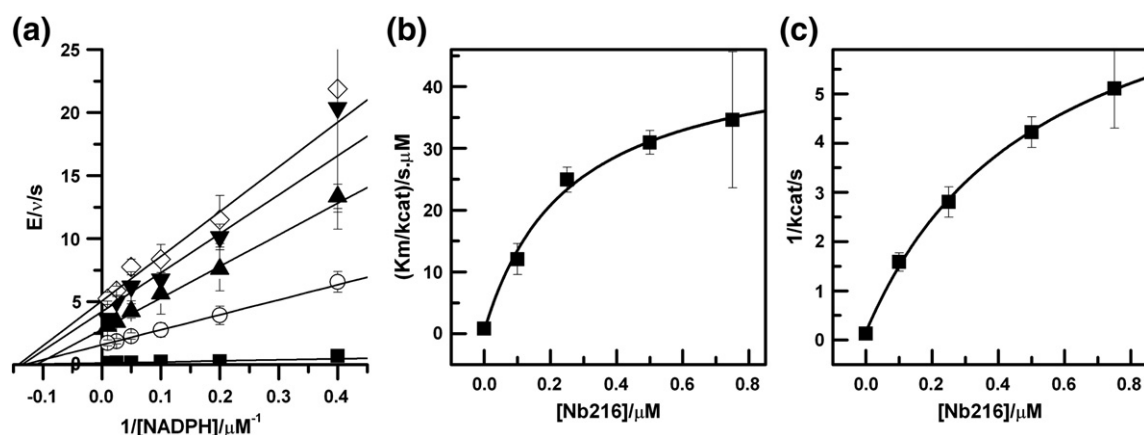 (a)
25
20
15
10
5
0
E/ν/s
-0.1 0.0 0.1 0.2 0.3 0.4
1/[NADPH]/μM⁻¹
(b)
40
30
20
10
0
(Km/kcat)/s.μM
0.0 0.2 0.4 0.6 0.8
[Nb216]/μM
(c)
5
4
3
2
1
0
1/kcat/s
0.0 0.2 0.4 0.6 0.8
[Nb216]/μM